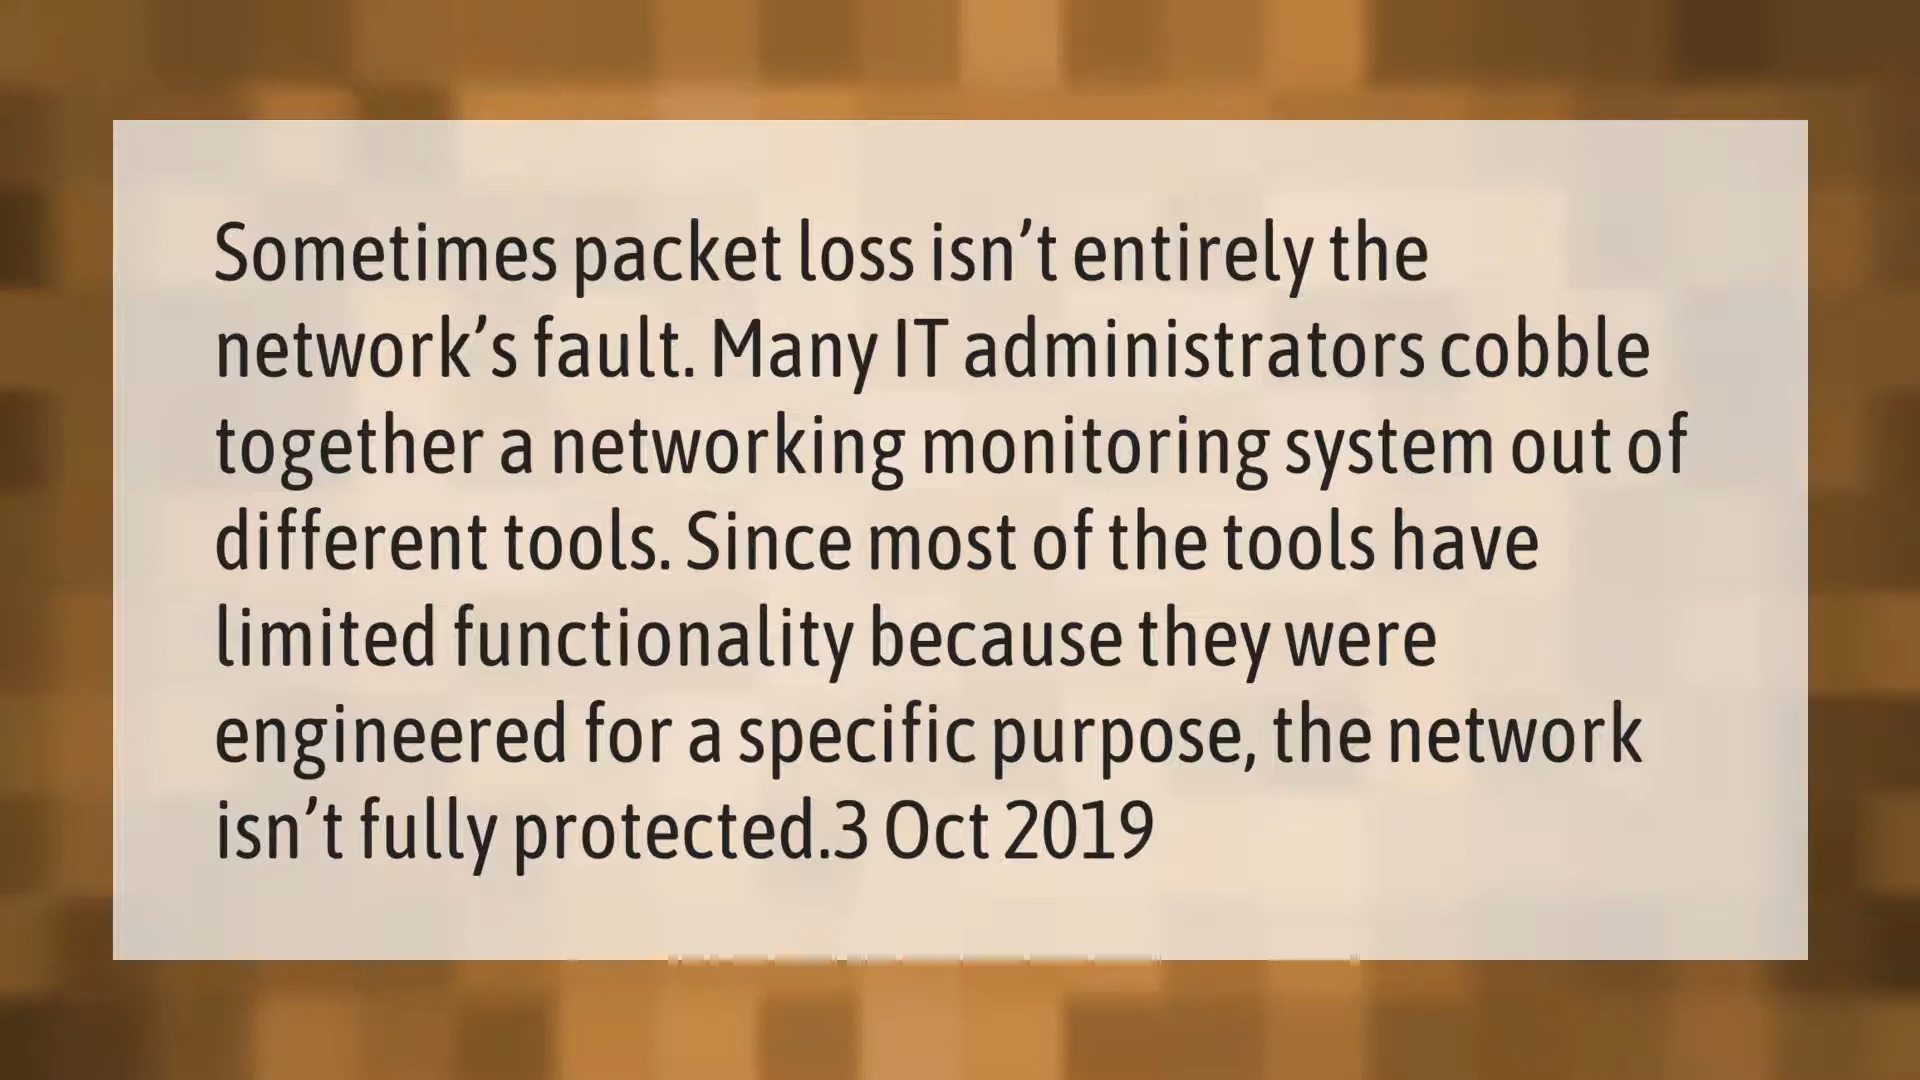 Sometimes packet loss isn’t entirely the
network’s fault. Many IT administrators cobble
together a networking monitoring system out of
different tools. Since most of the tools have
limited functionality because they were
engineered for a specific purpose, the network
isn’t fully protected.3 Oct 2019